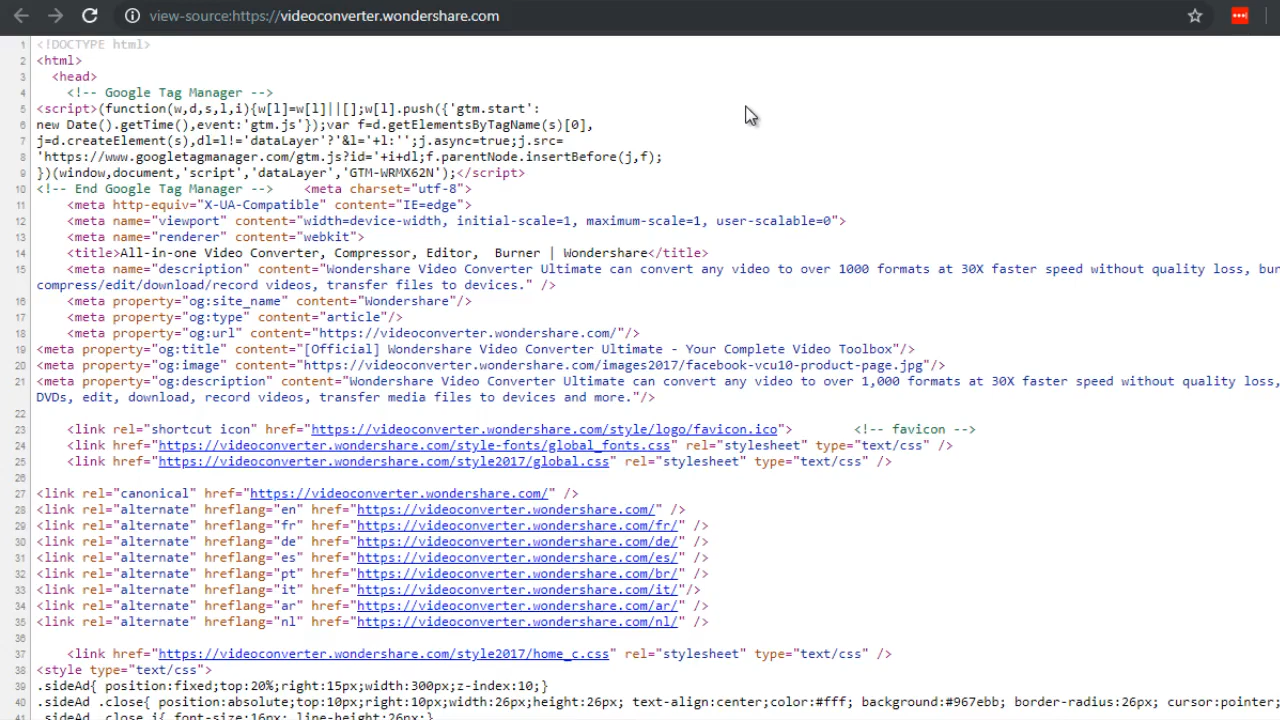 view-source:https://videoconverter.wondershare.com
1 <!DOCTYPE html>
2 <html>
3 <head>
4 <!-- Google Tag Manager -->
5 <script>(function(w,d,s,l,i){w[l]=w[l]||[];w[l].push({'gtm.start':
6 new Date().getTime(),event:'gtm.js'});var f=d.getElementsByTagName(s)[0],
7 j=d.createElement(s),dl=l!='dataLayer'?'&l='+l:'';j.async=true;j.src=
8 'https://www.googletagmanager.com/gtm.js?id='+i+dl;f.parentNode.insertBefore(j,f);
9 })(window,document,'script','dataLayer','GTM-WRMX62N');</script>
10 <!-- End Google Tag Manager --> <meta charset="utf-8">
11 <meta http-equiv="X-UA-Compatible" content="IE=edge">
12 <meta name="viewport" content="width=device-width, initial-scale=1, maximum-scale=1, user-scalable=0">
13 <meta name="renderer" content="webkit">
14 <title>All-in-one Video Converter, Compressor, Editor,  Burner | Wondershare</title>
15 <meta name="description" content="Wondershare Video Converter Ultimate can convert any video to over 1000 formats at 30X faster speed without quality loss, bur
compress/edit/download/record videos, transfer files to devices." />
16 <meta property="og:site_name" content="Wondershare"/>
17 <meta property="og:type" content="article"/>
18 <meta property="og:url" content="https://videoconverter.wondershare.com/"/>
19 <meta property="og:title" content="[Official] Wondershare Video Converter Ultimate - Your Complete Video Toolbox"/>
20 <meta property="og:image" content="https://videoconverter.wondershare.com/images2017/facebook-vcu10-product-page.jpg"/>
21 <meta property="og:description" content="Wondershare Video Converter Ultimate can convert any video to over 1,000 formats at 30X faster speed without quality loss,
DVDs, edit, download, record videos, transfer media files to devices and more."/>
22
23 <link rel="shortcut icon" href="https://videoconverter.wondershare.com/style/logo/favicon.ico"> <!-- favicon -->
24 <link href="https://videoconverter.wondershare.com/style-fonts/global_fonts.css" rel="stylesheet" type="text/css" />
25 <link href="https://videoconverter.wondershare.com/style2017/global.css" rel="stylesheet" type="text/css" />
26
27 <link rel="canonical" href="https://videoconverter.wondershare.com/" />
28 <link rel="alternate" hreflang="en" href="https://videoconverter.wondershare.com/" />
29 <link rel="alternate" hreflang="fr" href="https://videoconverter.wondershare.com/fr/" />
30 <link rel="alternate" hreflang="de" href="https://videoconverter.wondershare.com/de/" />
31 <link rel="alternate" hreflang="es" href="https://videoconverter.wondershare.com/es/" />
32 <link rel="alternate" hreflang="pt" href="https://videoconverter.wondershare.com/br/" />
33 <link rel="alternate" hreflang="it" href="https://videoconverter.wondershare.com/it/"/>
34 <link rel="alternate" hreflang="ar" href="https://videoconverter.wondershare.com/ar/" />
35 <link rel="alternate" hreflang="nl" href="https://videoconverter.wondershare.com/nl/" />
36
37 <link href="https://videoconverter.wondershare.com/style2017/home_c.css" rel="stylesheet" type="text/css" />
38 <style type="text/css">
39 .sideAd{ position:fixed;top:20%;right:15px;width:300px;z-index:10;}
40 .sideAd .close{ position:absolute;top:10px;right:10px;width:26px;height:26px; text-align:center;color:#fff; background:#967ebb; border-radius:26px; cursor:pointer;
41 .sideAd .close i{ font-size:16px; line-height:26px;}